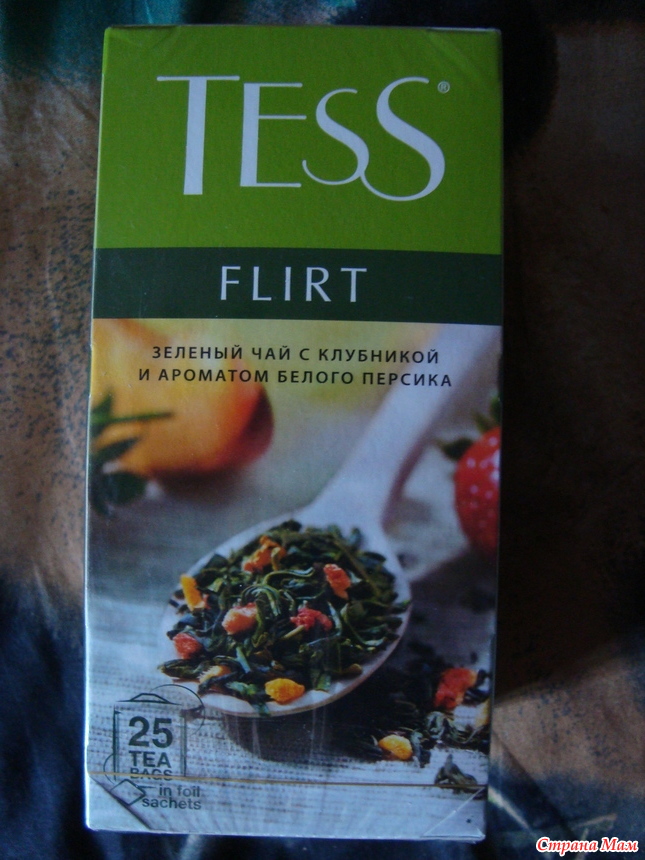 TESS®
FLIRT
ЗЕЛЕНЫЙ ЧАЙ С КЛУБНИКОЙ
И АРОМАТОМ БЕЛОГО ПЕРСИКА
25
TEA
BAGS
in foil
sachets
Страна Мам